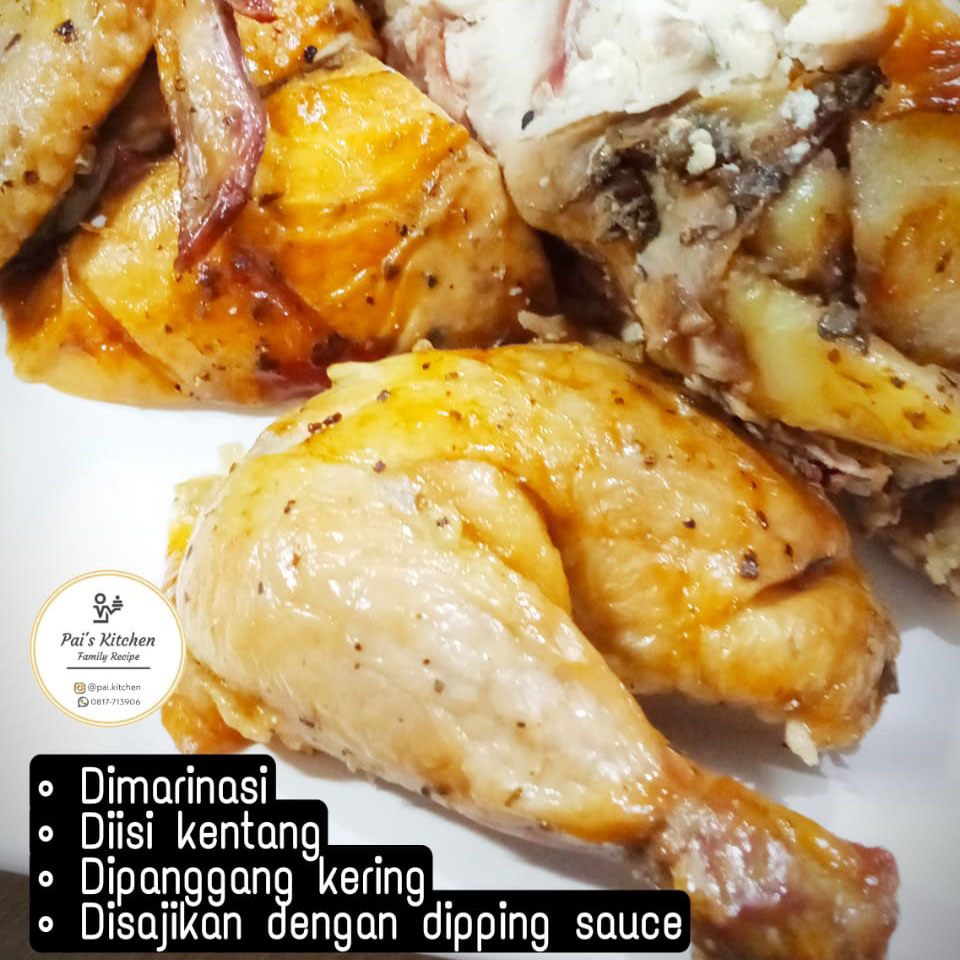 Pai's Kitchen
Family Recipe
@pai.kitchen
0817-713906
• Dimarinasi
• Diisi kentang
• Dipanggang kering
• Disajikan dengan dipping sauce